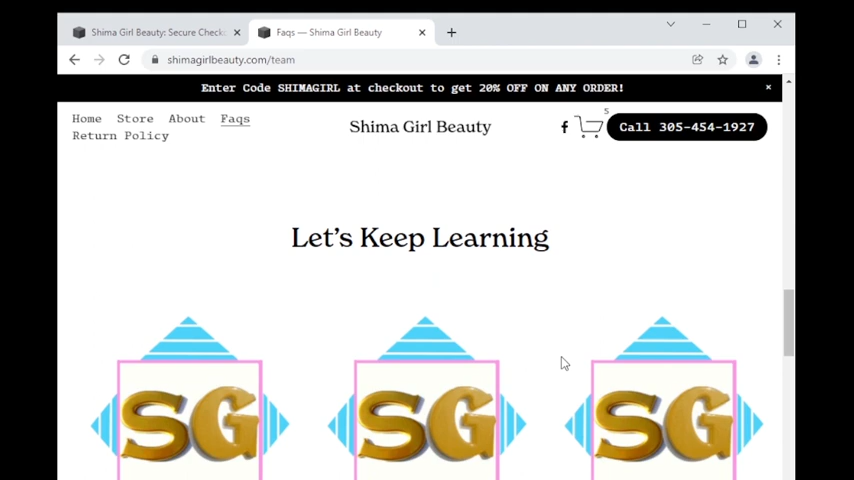 Shima Girl Beauty: Secure Check
Faqs — Shima Girl Beauty
shimagirlbeauty.com/team
Enter Code SHIMAGIRL at checkout to get 20% OFF ON ANY ORDER!
Home Store About Faqs
Return Policy
Shima Girl Beauty
5
Call 305-454-1927
Let's Keep Learning
SG SG SG